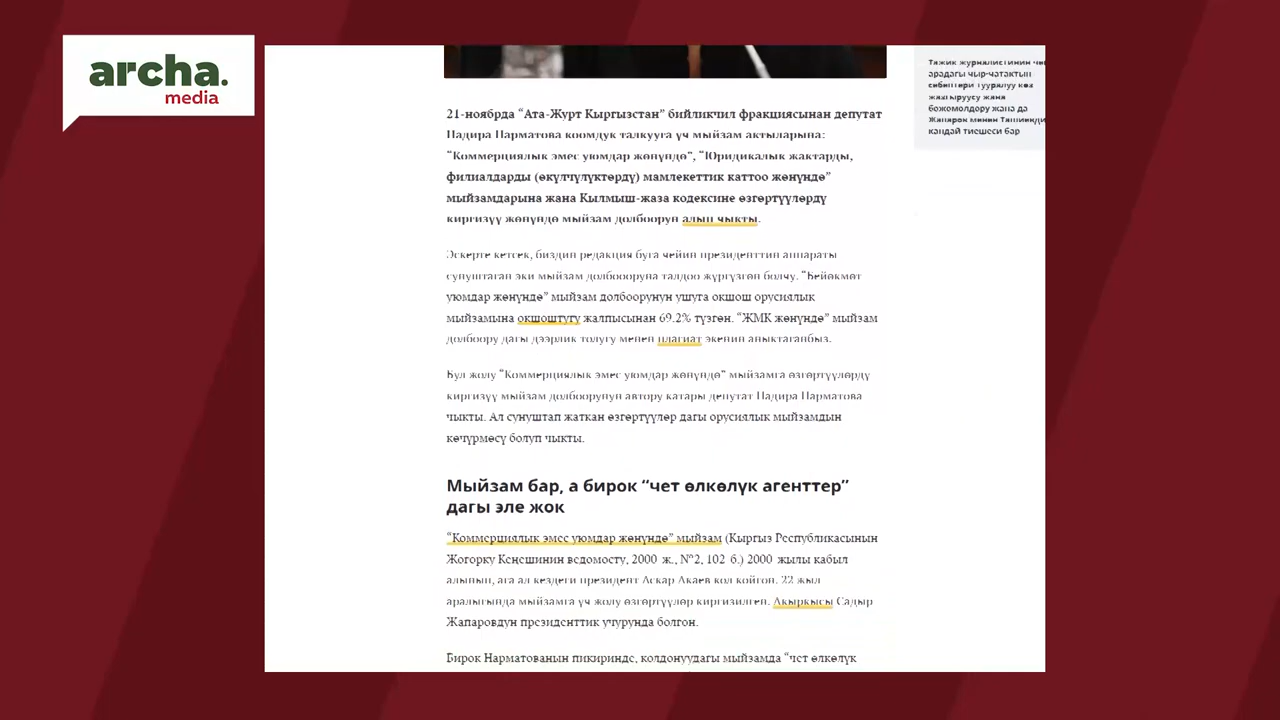 archa.
media
21-ноябрда “Ата-Журт Кыргызстан” бийликчил фракциясынан депутат
Надира Нарматова коомдук талкууга үч мыйзам актыларына:
“Коммерциялык эмес уюмдар жөнүндө”, “Юридикалык жактарды,
филиалдарды (өкүлчүлүктөрдү) мамлекеттик каттоо жөнүндө”
мыйзамдарына жана Кылмыш-жаза кодексине өзгөртүүлөрдү
киргизүү жөнүндө мыйзам долбоорун алып чыкты.
Эскерте кетсек, биздин редакция буга чейин президенттин аппараты
сунуштаган эки мыйзам долбооруна талдоо жүргүзгөн болчу. “Бейөкмөт
уюмдар жөнүндө” мыйзам долбоорунун ушуга окшош орусиялык
мыйзамына окшоштугу жалпысынан 69.2% түзгөн. “ЖМК жөнүндө” мыйзам
долбоору дагы дээрлик толугу менен плагиат экенин аныктаганбыз.
Бул жолу “Коммерциялык эмес уюмдар жөнүндө” мыйзамга өзгөртүүлөрдү
киргизүү мыйзам долбоорунун автору катары депутат Надира Нарматова
чыкты. Ал сунуштап жаткан өзгөртүүлөр дагы орусиялык мыйзамдын
көчүрмөсү болуп чыкты.
Мыйзам бар, а бирок “чет өлкөлүк агенттер”
дагы эле жок
“Коммерциялык эмес уюмдар жөнүндө” мыйзам (Кыргыз Республикасынын
Жогорку Кеңешинин ведомосту, 2000-ж., №2, 102-б.) 2000-жылы кабыл
алынып, ага ал кездеги президент Аскар Акаев кол койгон. 22 жыл
аралыгында мыйзамга үч жолу өзгөртүүлөр киргизилген. Акыркысы Садыр
Жапаровдун президенттик учурунда болгон.
Бирок Нарматованын пикиринде, колдонуудагы мыйзамда “чет өлкөлүк
Тажик журналистинин чек
арадагы чыр-чатактын
себептери тууралуу көз
жазгыруусу жана
божомолдору жана да
Жапаров менен Ташиевди
кандай тиешеси бар